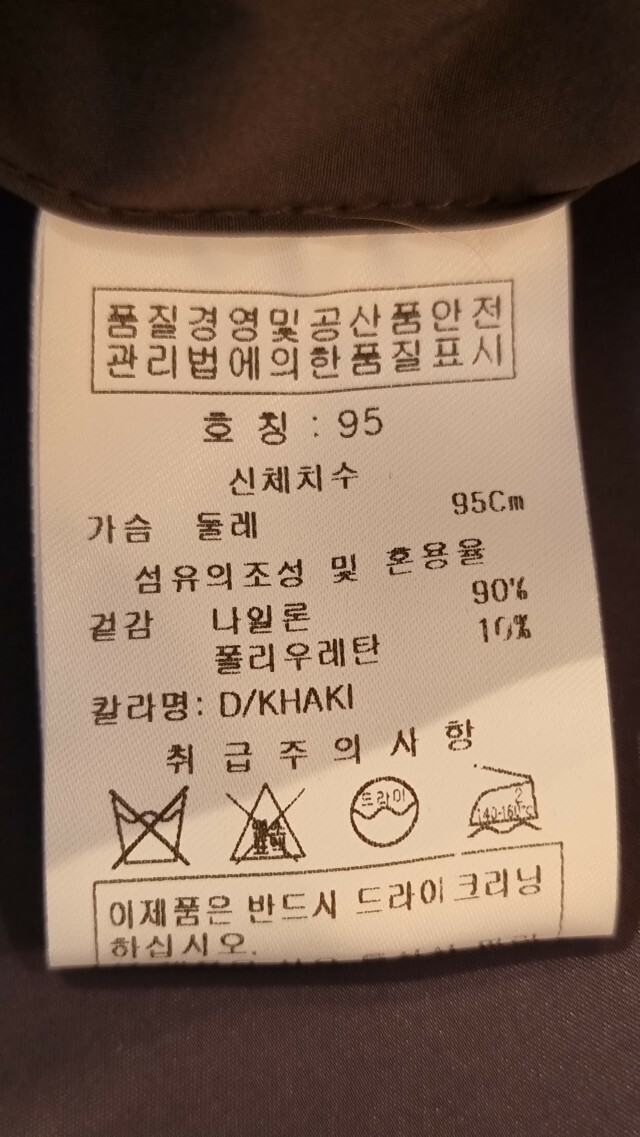 품질경영및공산품안전
관리법에의한품질표시
호 칭 : 95
신체치수
가슴 둘레 95Cm
섬유의조성 및 혼용율
겉감 나일론 90%
폴리우레탄 10%
칼라명: D/KHAKI
취 급 주 의 사 항
드라이
140-160℃
이제품은 반드시 드라이크리닝
하십시오.